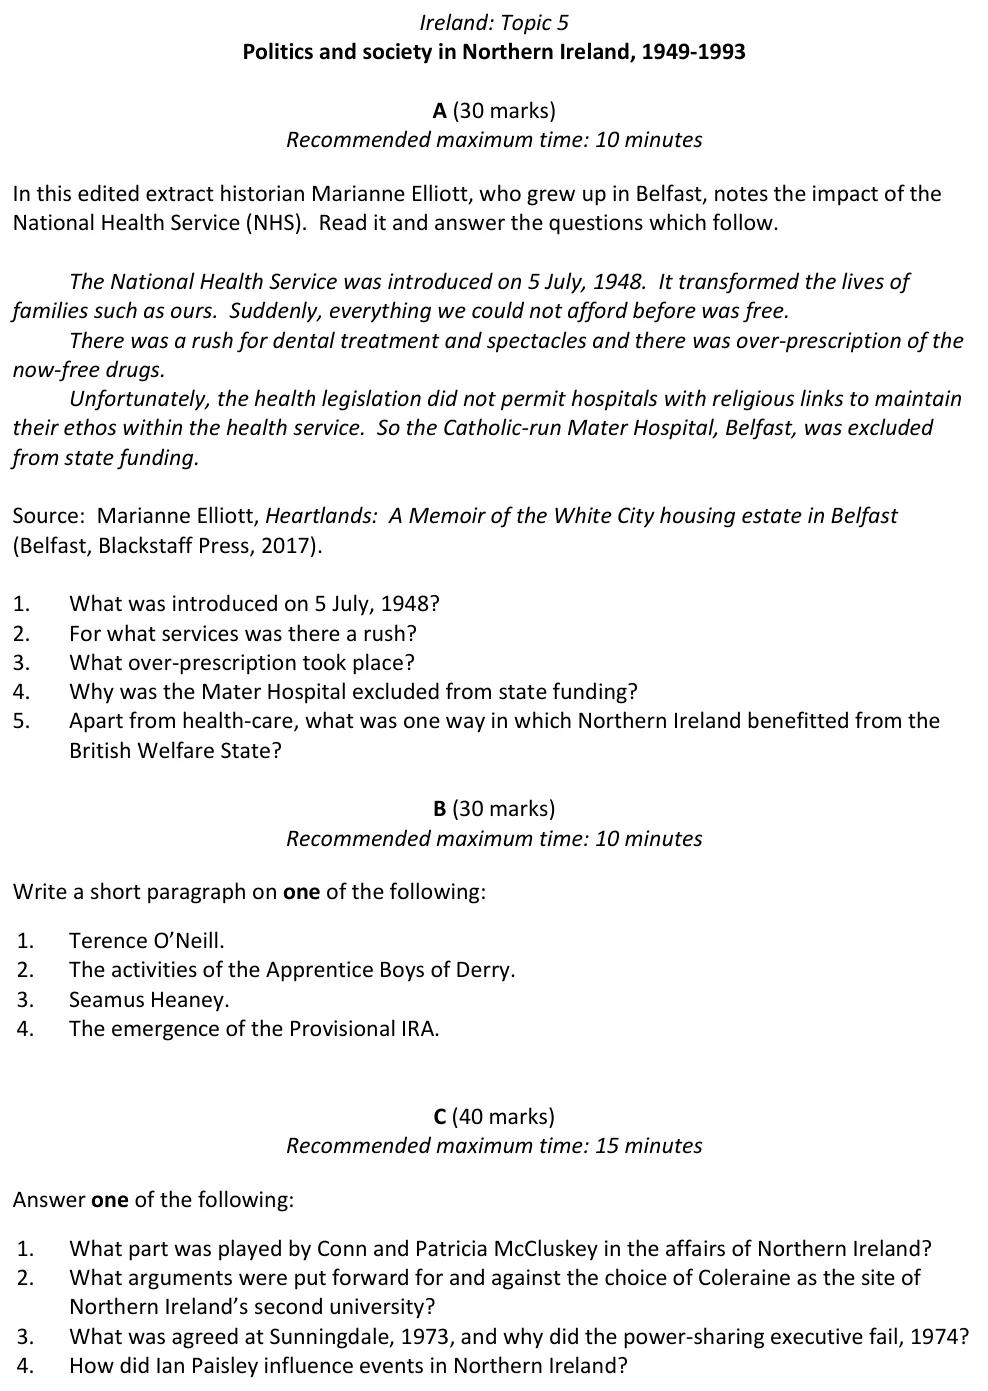 Ireland: Topic 5
Politics and society in Northern Ireland, 1949-1993
A (30 marks)
Recommended maximum time: 10 minutes
In this edited extract historian Marianne Elliott, who grew up in Belfast, notes the impact of the
National Health Service (NHS).  Read it and answer the questions which follow.
The National Health Service was introduced on 5 July, 1948.  It transformed the lives of
families such as ours.  Suddenly, everything we could not afford before was free.
There was a rush for dental treatment and spectacles and there was over-prescription of the
now-free drugs.
Unfortunately, the health legislation did not permit hospitals with religious links to maintain
their ethos within the health service.  So the Catholic-run Mater Hospital, Belfast, was excluded
from state funding.
Source:  Marianne Elliott, Heartlands:  A Memoir of the White City housing estate in Belfast
(Belfast, Blackstaff Press, 2017).
1. What was introduced on 5 July, 1948?
2. For what services was there a rush?
3. What over-prescription took place?
4. Why was the Mater Hospital excluded from state funding?
5. Apart from health-care, what was one way in which Northern Ireland benefitted from the
British Welfare State?
B (30 marks)
Recommended maximum time: 10 minutes
Write a short paragraph on one of the following:
1. Terence O’Neill.
2. The activities of the Apprentice Boys of Derry.
3. Seamus Heaney.
4. The emergence of the Provisional IRA.
C (40 marks)
Recommended maximum time: 15 minutes
Answer one of the following:
1. What part was played by Conn and Patricia McCluskey in the affairs of Northern Ireland?
2. What arguments were put forward for and against the choice of Coleraine as the site of
Northern Ireland’s second university?
3. What was agreed at Sunningdale, 1973, and why did the power-sharing executive fail, 1974?
4. How did Ian Paisley influence events in Northern Ireland?